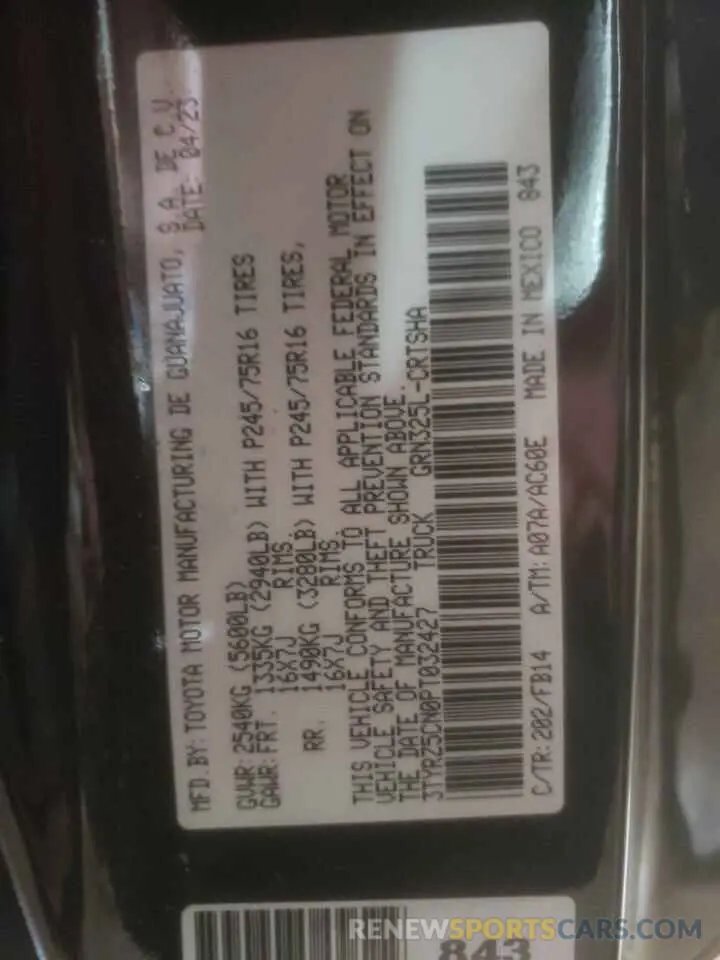 MFD. BY: TOYOTA MOTOR MANUFACTURING DE GUANAJUATO, S.A. DE C.V.
DATE: 04/23
GVWR: 2540KG (5600LB)
GAWR: FRT. 1335KG (2940LB) WITH P245/75R16 TIRES
16X7J RIMS.
RR. 1490KG (3280LB) WITH P245/75R16 TIRES,
16X7J RIMS.
THIS VEHICLE CONFORMS TO ALL APPLICABLE FEDERAL MOTOR
VEHICLE SAFETY AND THEFT PREVENTION STANDARDS IN EFFECT ON
THE DATE OF MANUFACTURE SHOWN ABOVE.
3TYRZ5CN0PT032427 TRUCK GRN325L-CRTSHA
C/TR: 202/FB14 A/TM: A07A/AC60E MADE IN MEXICO 843
843
RENEWSPORTSCARS.COM